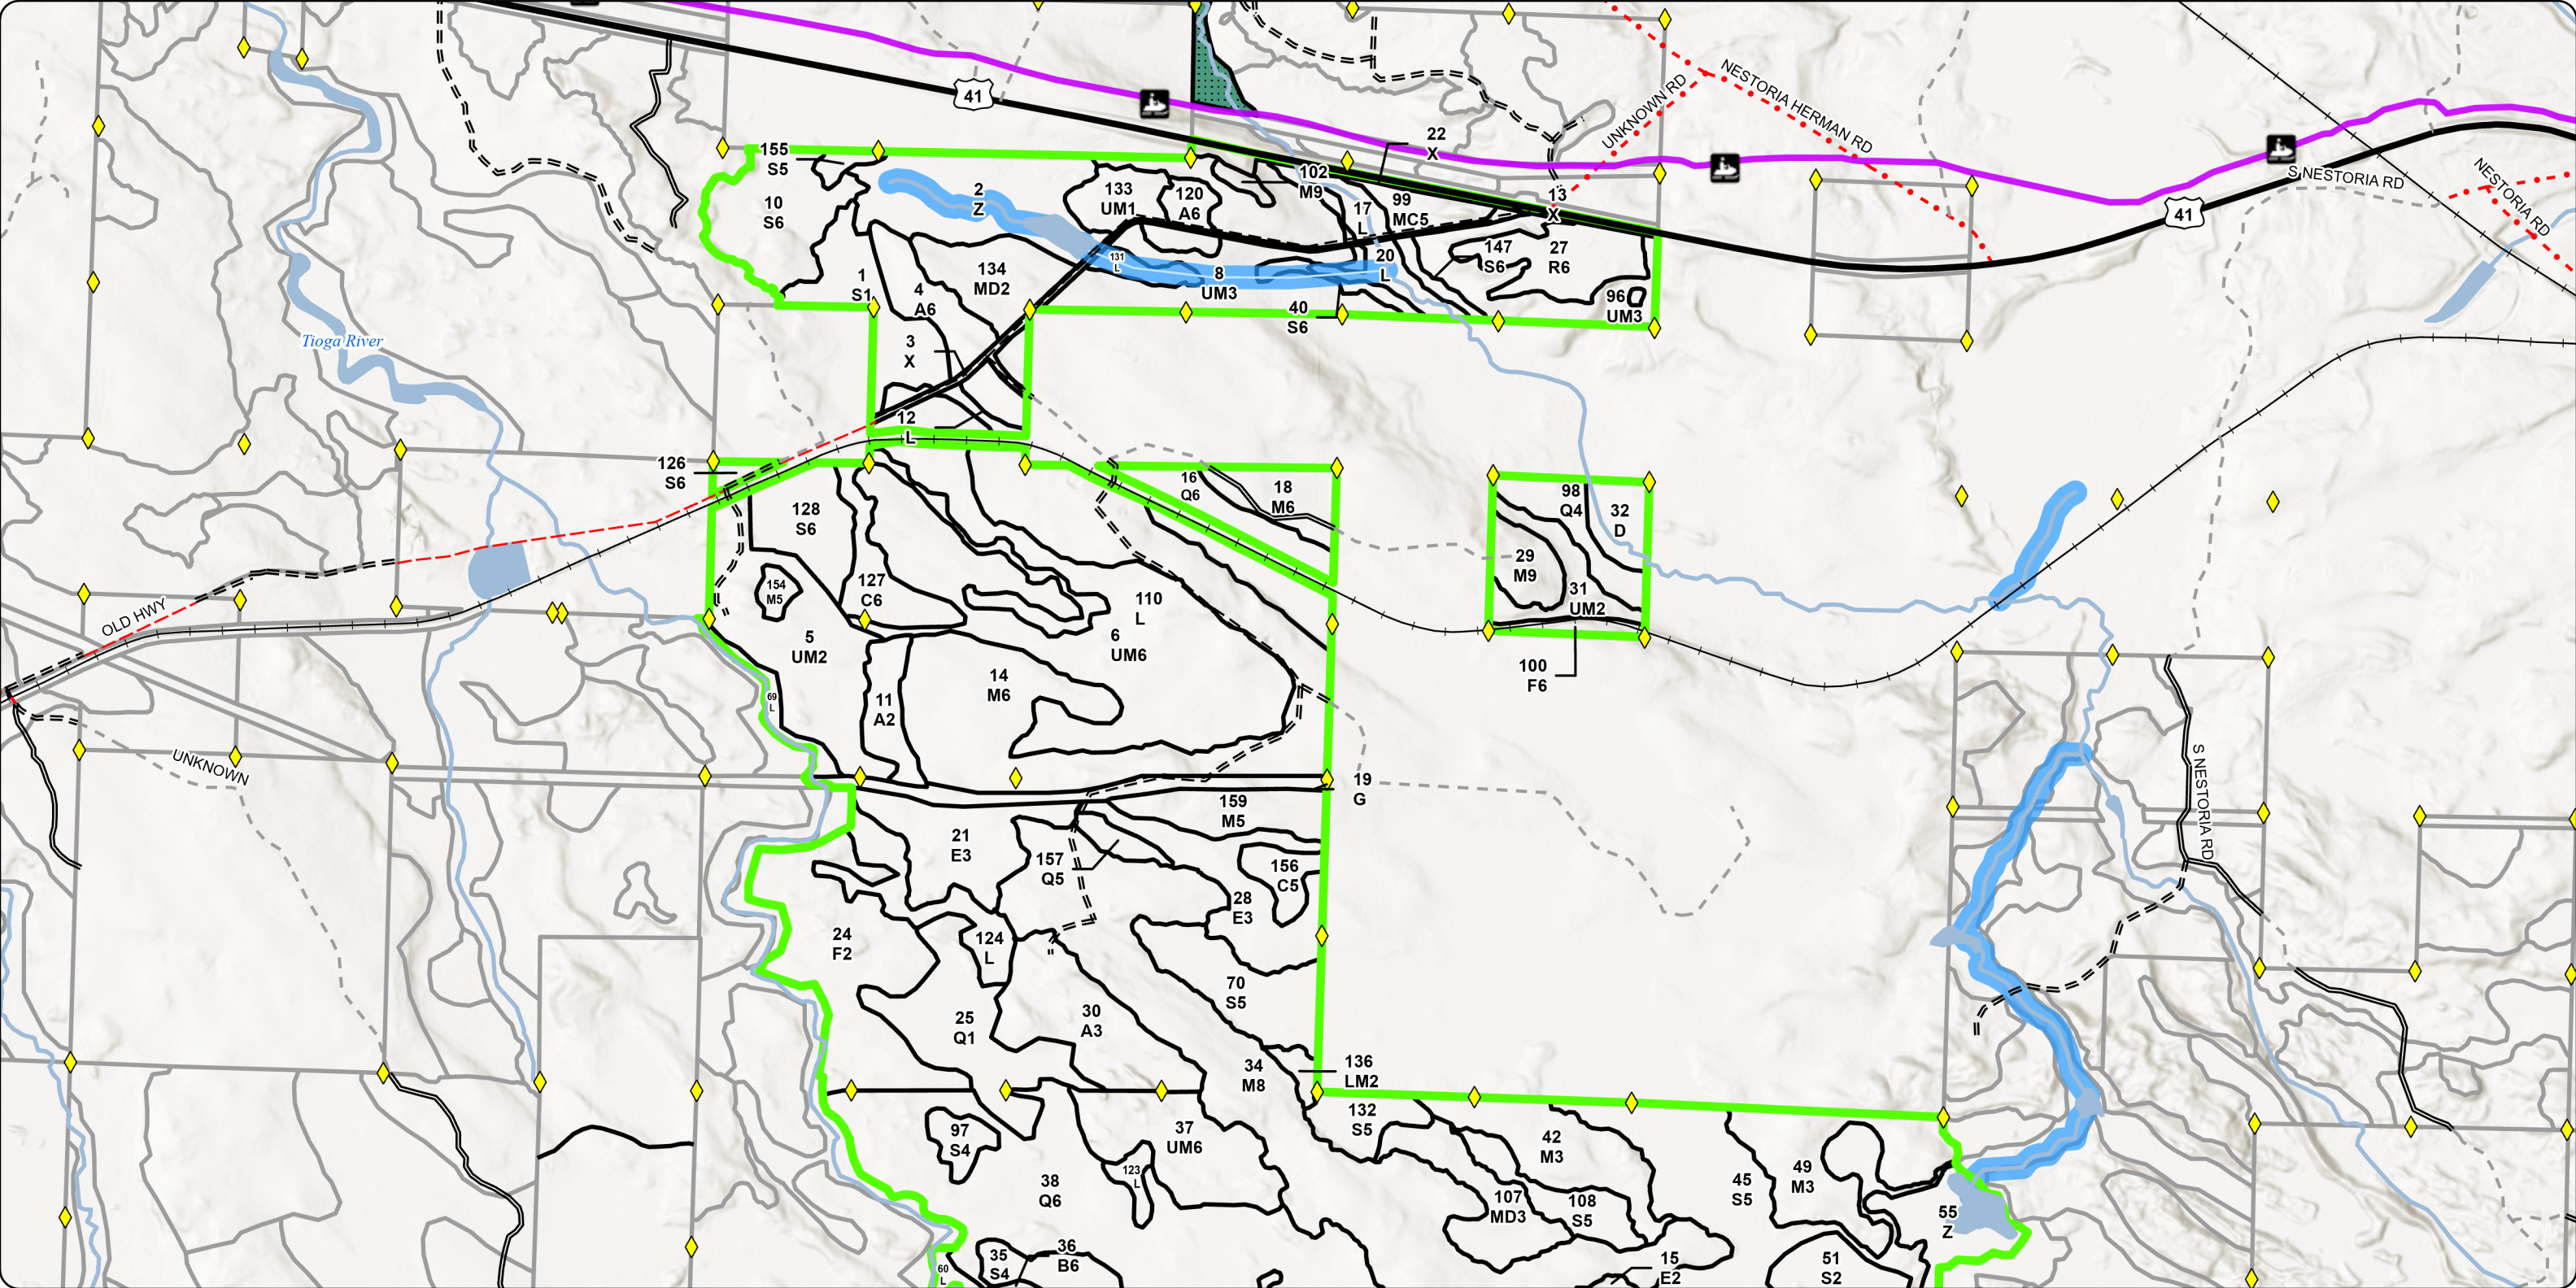 41
NESTORIA HERMAN RD
UNKNOWN RD
22
X
155
S5
102
M9
S NESTORIA RD
NESTORIA RD
41
2
Z
133
UM1
120
A6
10
S6
17
L
99
MC5
13
X
147
S6
27
R6
20
L
131
L
8
UM3
1
S1
4
A6
134
MD2
96
UM3
40
S6
Tioga River
3
X
12
L
126
S6
16
Q6
18
M6
98
Q4
32
D
128
S6
29
M9
154
M5
127
C6
31
UM2
110
L
OLD HWY
5
UM2
6
UM6
100
F6
14
M6
69
L
11
A2
UNKNOWN
S NESTORIA RD
19
G
159
M5
21
E3
157
Q5
156
C5
28
E3
24
F2
124
L
70
S5
25
Q1
30
A3
34
M8
136
LM2
132
S5
97
S4
37
UM6
42
M3
123
L
38
Q6
45
S5
49
M3
107
MD3
108
S5
55
Z
35
S4
36
B6
60
L
15
E2
51
S2